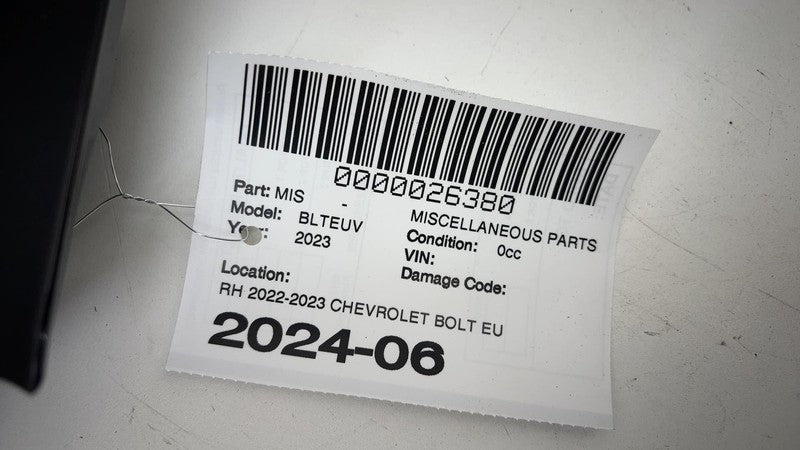 0000026380
Part: MIS - MISCELLANEOUS PARTS
Model: BLTEUV Condition: 0cc
Year: 2023 VIN:
Damage Code:
Location:
RH 2022-2023 CHEVROLET BOLT EU
2024-06